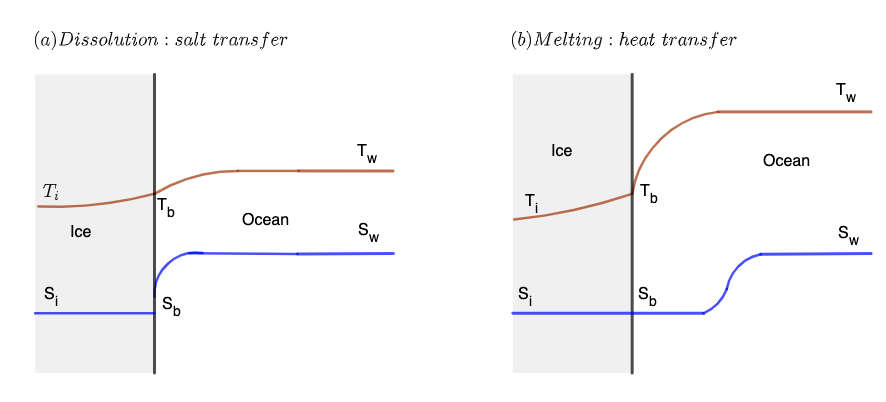 (a)Dissolution : salt transfer
T_w
T_i
T_b
Ice
Ocean
S_w
S_i
S_b
(b)Melting : heat transfer
T_w
Ice
Ocean
T_i
T_b
S_w
S_i
S_b